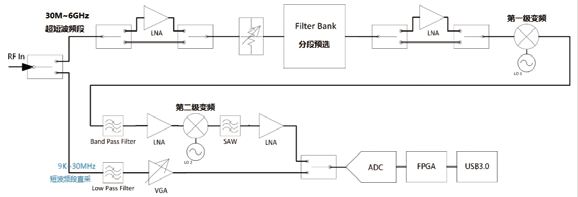 30M~6GHz
超短波频段
LNA
RF In
Filter Bank
分段预选
LNA
第一级变频
LO 1
第二级变频
Band Pass Filter
LNA
LO 2
SAW
LNA
9K~30MHz
短波频段直采
Low Pass Filter
VGA
ADC
FPGA
USB3.0